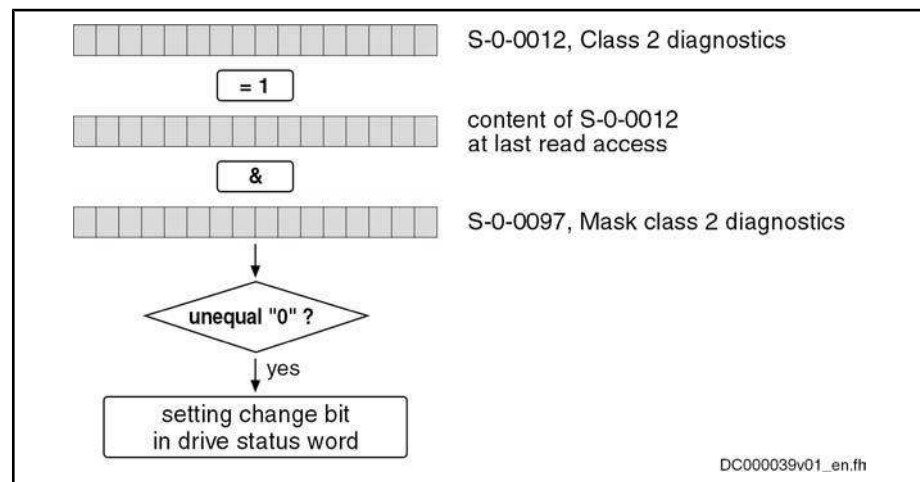 S-0-0012, Class 2 diagnostics
= 1
content of S-0-0012
at last read access
&
S-0-0097, Mask class 2 diagnostics
unequal "0" ?
yes
setting change bit
in drive status word
DC000039v01_en.fh